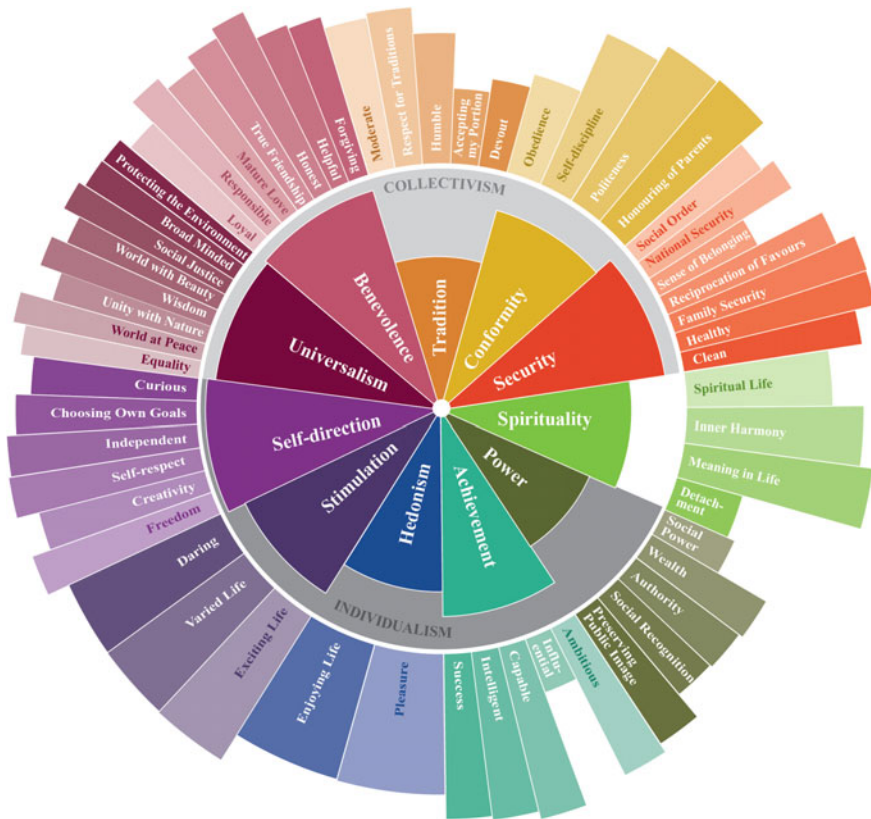 COLLECTIVISM
INDIVIDUALISM
Tradition
Conformity
Security
Spirituality
Power
Achievement
Hedonism
Stimulation
Self-direction
Universalism
Benevolence
Moderate
Respect for Traditions
Humble
Accepting
my Portion
Devout
Obedience
Self-discipline
Politeness
Honouring of Parents
Social Order
National Security
Sense of Belonging
Reciprocation of Favours
Family Security
Healthy
Clean
Spiritual Life
Inner Harmony
Meaning in Life
Detach-
ment
Social
Power
Wealth
Authority
Social Recognition
Preserving
Public Image
Ambitious
Influ-
ential
Capable
Intelligent
Success
Pleasure
Enjoying Life
Exciting Life
Varied Life
Daring
Freedom
Creativity
Self-respect
Independent
Choosing Own Goals
Curious
Equality
World at Peace
Unity with Nature
Wisdom
World with Beauty
Social Justice
Broad Minded
Protecting the Environment
Loyal
Responsible
Mature Love
True Friendship
Honest
Helpful
Forgiving